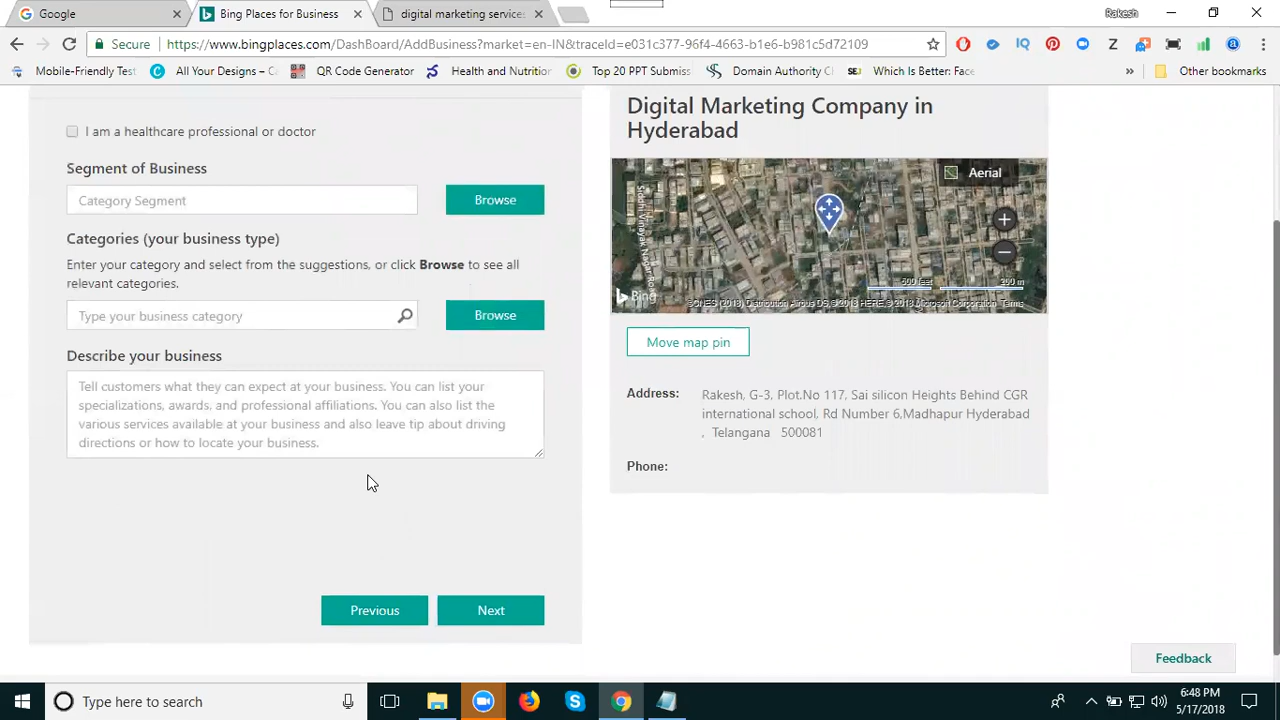 Google
Bing Places for Business
digital marketing services
Rakesh
Secure
https://www.bingplaces.com/DashBoard/AddBusiness?market=en-IN&traceId=e031c377-96f4-4663-b1e6-b981c5d72109
Mobile-Friendly Test
All Your Designs –
QR Code Generator
Health and Nutrition
Top 20 PPT Submiss
Domain Authority
Which Is Better: Face
»
Other bookmarks
Digital Marketing Company in
Hyderabad
I am a healthcare professional or doctor
Segment of Business
Category Segment
Browse
Categories (your business type)
Enter your category and select from the suggestions, or click Browse to see all
relevant categories.
Type your business category
Browse
Describe your business
Tell customers what they can expect at your business. You can list your
specializations, awards, and professional affiliations. You can also list the
various services available at your business and also leave tip about driving
directions or how to locate your business.
Previous
Next
Aerial
Siddhi Vinayak Nagar Road
500 feet
250 m
Bing
Move map pin
Address:
Rakesh, G-3, Plot.No 117, Sai silicon Heights Behind CGR
international school, Rd Number 6,Madhapur Hyderabad
, Telangana 500081
Phone:
Feedback
Type here to search
6:48 PM
5/17/2018